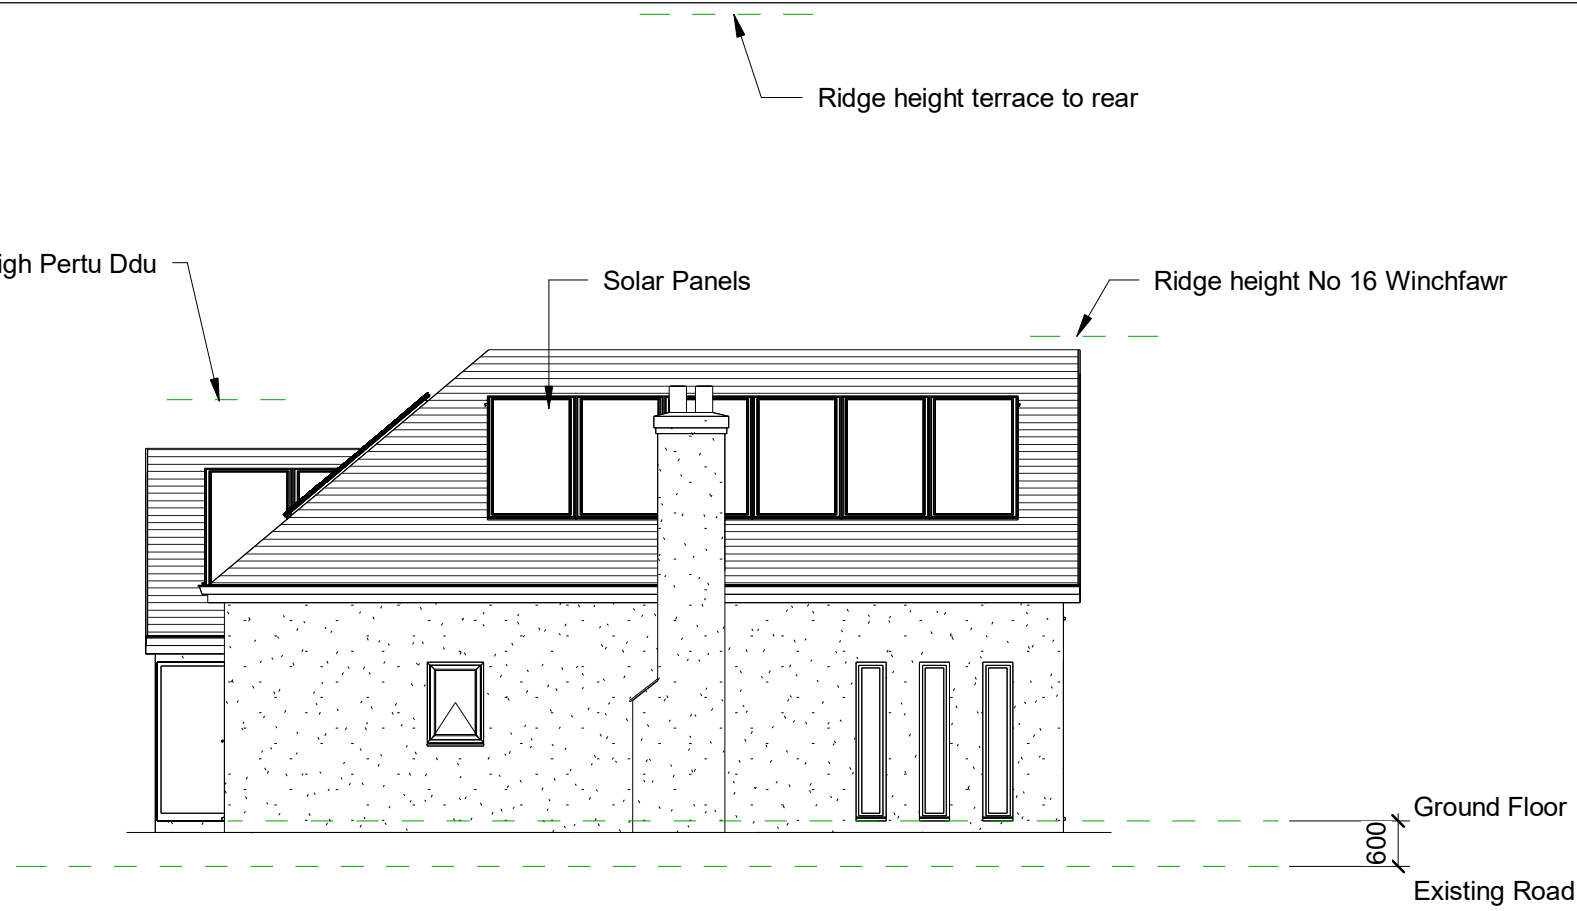 Ridge height terrace to rear
Pertu Ddu
Solar Panels
Ridge height No 16 Winchfawr
Ground Floor
600
Existing Road